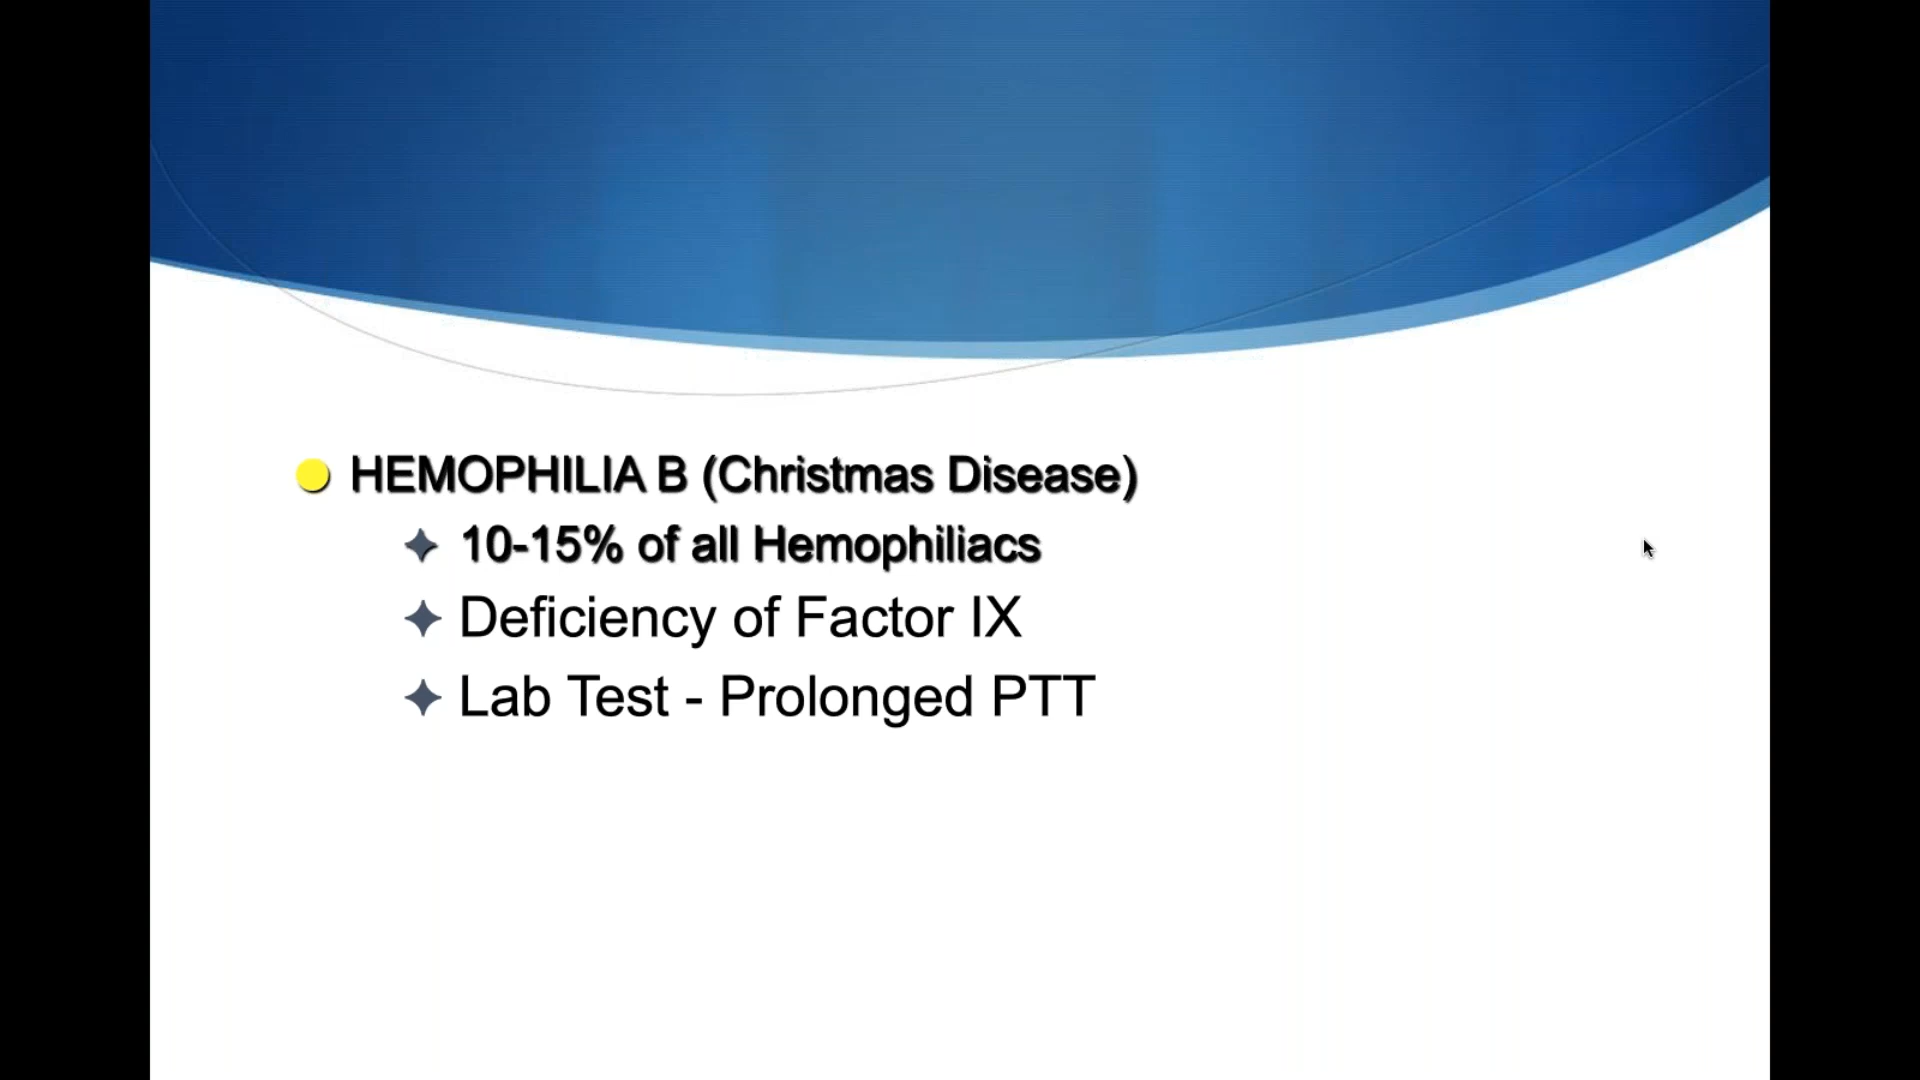 HEMOPHILIA B (Christmas Disease)
10-15% of all Hemophiliacs
Deficiency of Factor IX
Lab Test - Prolonged PTT